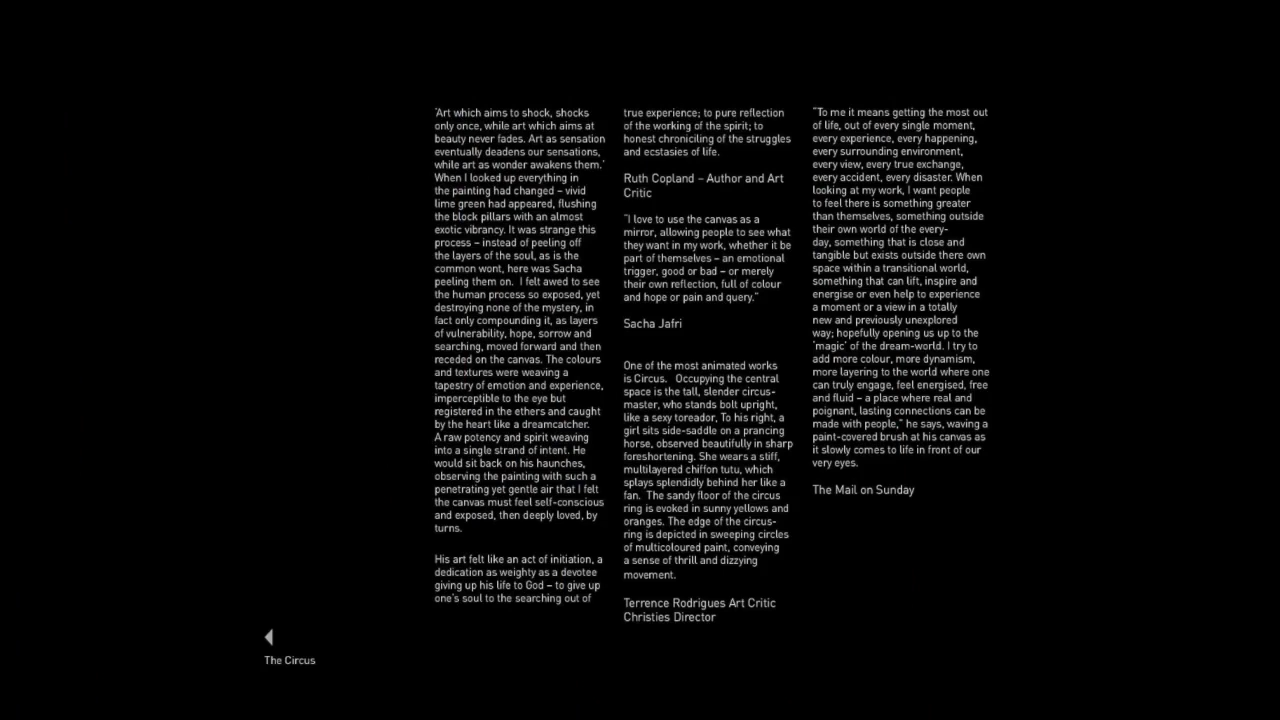 'Art which aims to shock, shocks
only once, while art which aims at
beauty never fades. Art as sensation
eventually deadens our sensations,
while art as wonder awakens them.'
When I looked up everything in
the painting had changed – vivid
lime green had appeared, flushing
the block pillars with an almost
exotic vibrancy. It was strange this
process – instead of peeling off
the layers of the soul, as is the
common wont, here was Sacha
peeling them on.  I felt awed to see
the human process so exposed, yet
destroying none of the mystery, in
fact only compounding it, as layers
of vulnerability, hope, sorrow and
searching, moved forward and then
receded on the canvas. The colours
and textures were weaving a
tapestry of emotion and experience,
imperceptible to the eye but
registered in the ethers and caught
by the heart like a dreamcatcher.
A raw potency and spirit weaving
into a single strand of intent. He
would sit back on his haunches,
observing the painting with such a
penetrating yet gentle air that I felt
the canvas must feel self-conscious
and exposed, then deeply loved, by
turns.
His art felt like an act of initiation, a
dedication as weighty as a devotee
giving up his life to God – to give up
one's soul to the searching out of
true experience; to pure reflection
of the working of the spirit; to
honest chroniciling of the struggles
and ecstasies of life.
Ruth Copland – Author and Art
Critic
"I love to use the canvas as a
mirror, allowing people to see what
they want in my work, whether it be
part of themselves – an emotional
trigger, good or bad – or merely
their own reflection, full of colour
and hope or pain and query."
Sacha Jafri
One of the most animated works
is Circus.   Occupying the central
space is the tall, slender circus-
master, who stands bolt upright,
like a sexy toreador, To his right, a
girl sits side-saddle on a prancing
horse, observed beautifully in sharp
foreshortening. She wears a stiff,
multilayered chiffon tutu, which
splays splendidly behind her like a
fan.  The sandy floor of the circus
ring is evoked in sunny yellows and
oranges. The edge of the circus-
ring is depicted in sweeping circles
of multicoloured paint, conveying
a sense of thrill and dizzying
movement.
Terrence Rodrigues Art Critic
Christies Director
"To me it means getting the most out
of life, out of every single moment,
every experience, every happening,
every surrounding environment,
every view, every true exchange,
every accident, every disaster. When
looking at my work, I want people
to feel there is something greater
than themselves, something outside
their own world of the every-
day, something that is close and
tangible but exists outside there own
space within a transitional world,
something that can lift, inspire and
energise or even help to experience
a moment or a view in a totally
new and previously unexplored
way; hopefully opening us up to the
'magic' of the dream-world. I try to
add more colour, more dynamism,
more layering to the world where one
can truly engage, feel energised, free
and fluid – a place where real and
poignant, lasting connections can be
made with people," he says, waving a
paint-covered brush at his canvas as
it slowly comes to life in front of our
very eyes.
The Mail on Sunday
The Circus